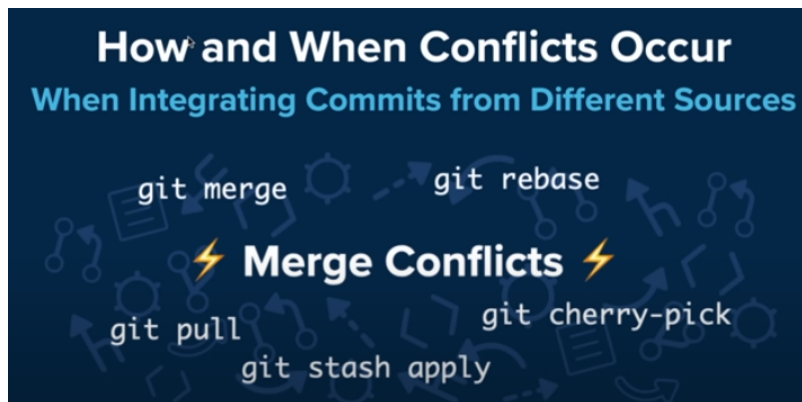 How and When Conflicts Occur
When Integrating Commits from Different Sources
git merge
git rebase
⚡ Merge Conflicts ⚡
git pull
git cherry-pick
git stash apply